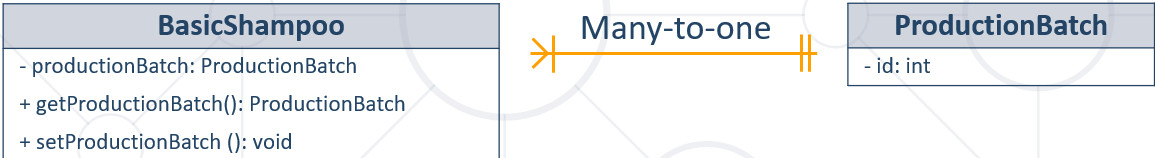 BasicShampoo
- productionBatch: ProductionBatch
+ getProductionBatch(): ProductionBatch
+ setProductionBatch (): void
Many-to-one
ProductionBatch
- id: int